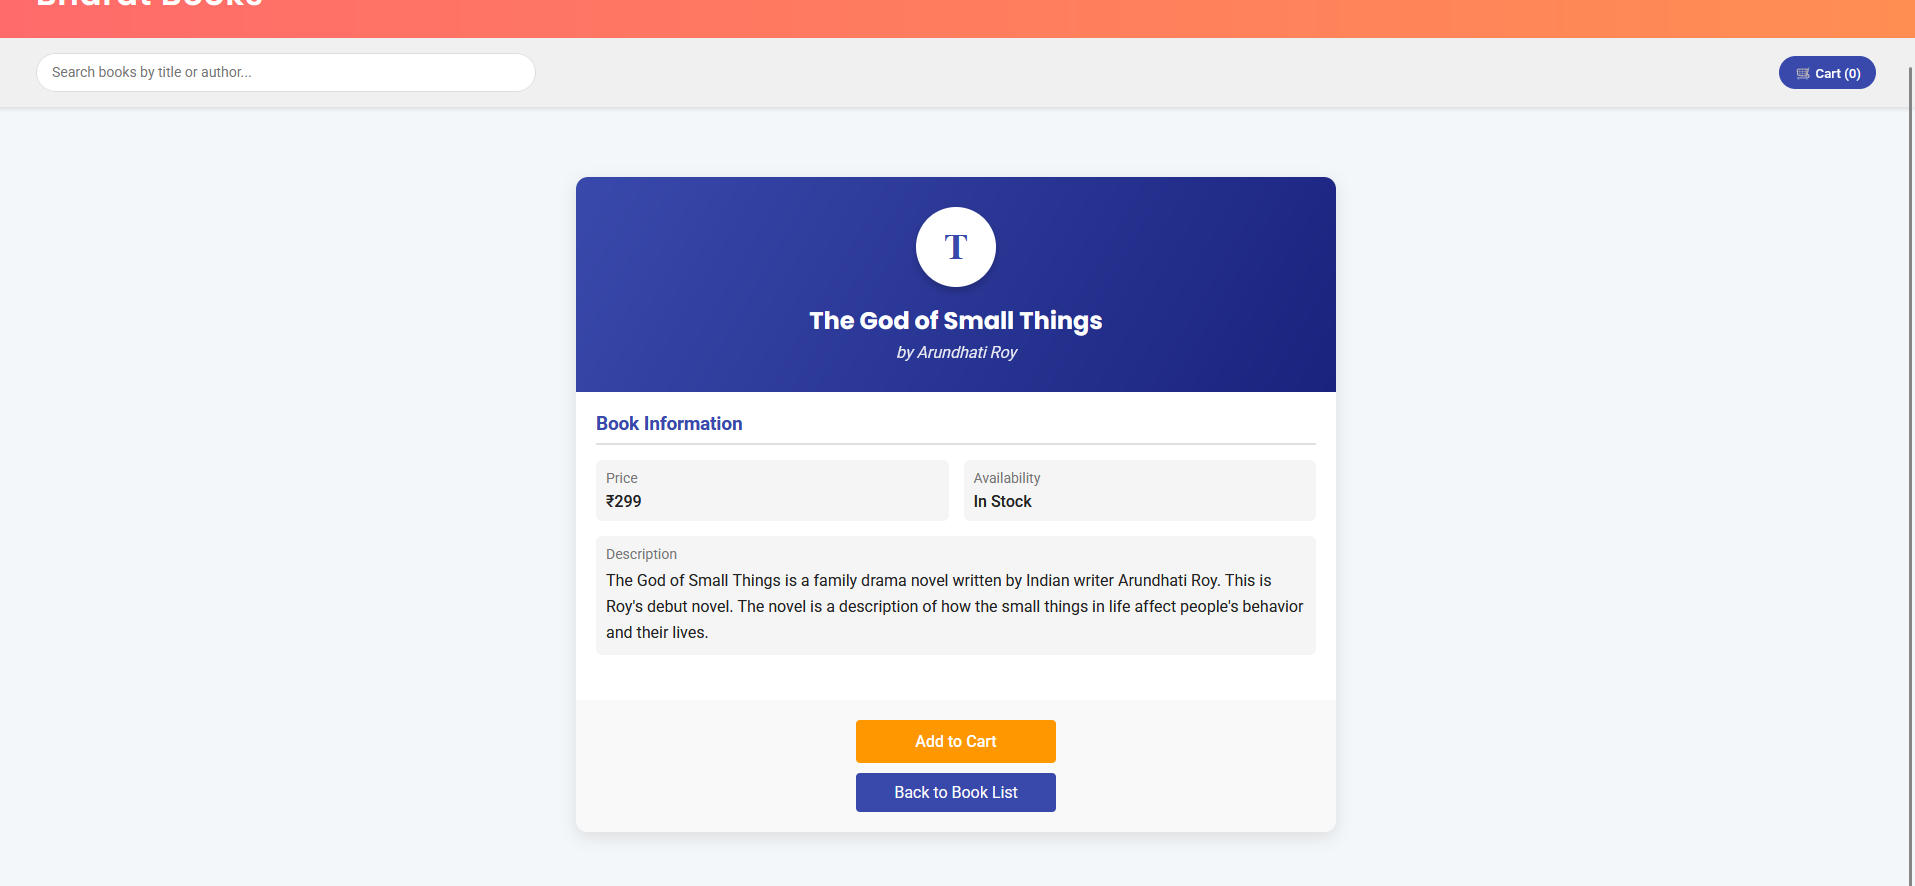 Bharat Books
Search books by title or author...
Cart (0)
T
The God of Small Things
by Arundhati Roy
Book Information
Price
₹299
Availability
In Stock
Description
The God of Small Things is a family drama novel written by Indian writer Arundhati Roy. This is
Roy's debut novel. The novel is a description of how the small things in life affect people's behavior
and their lives.
Add to Cart
Back to Book List